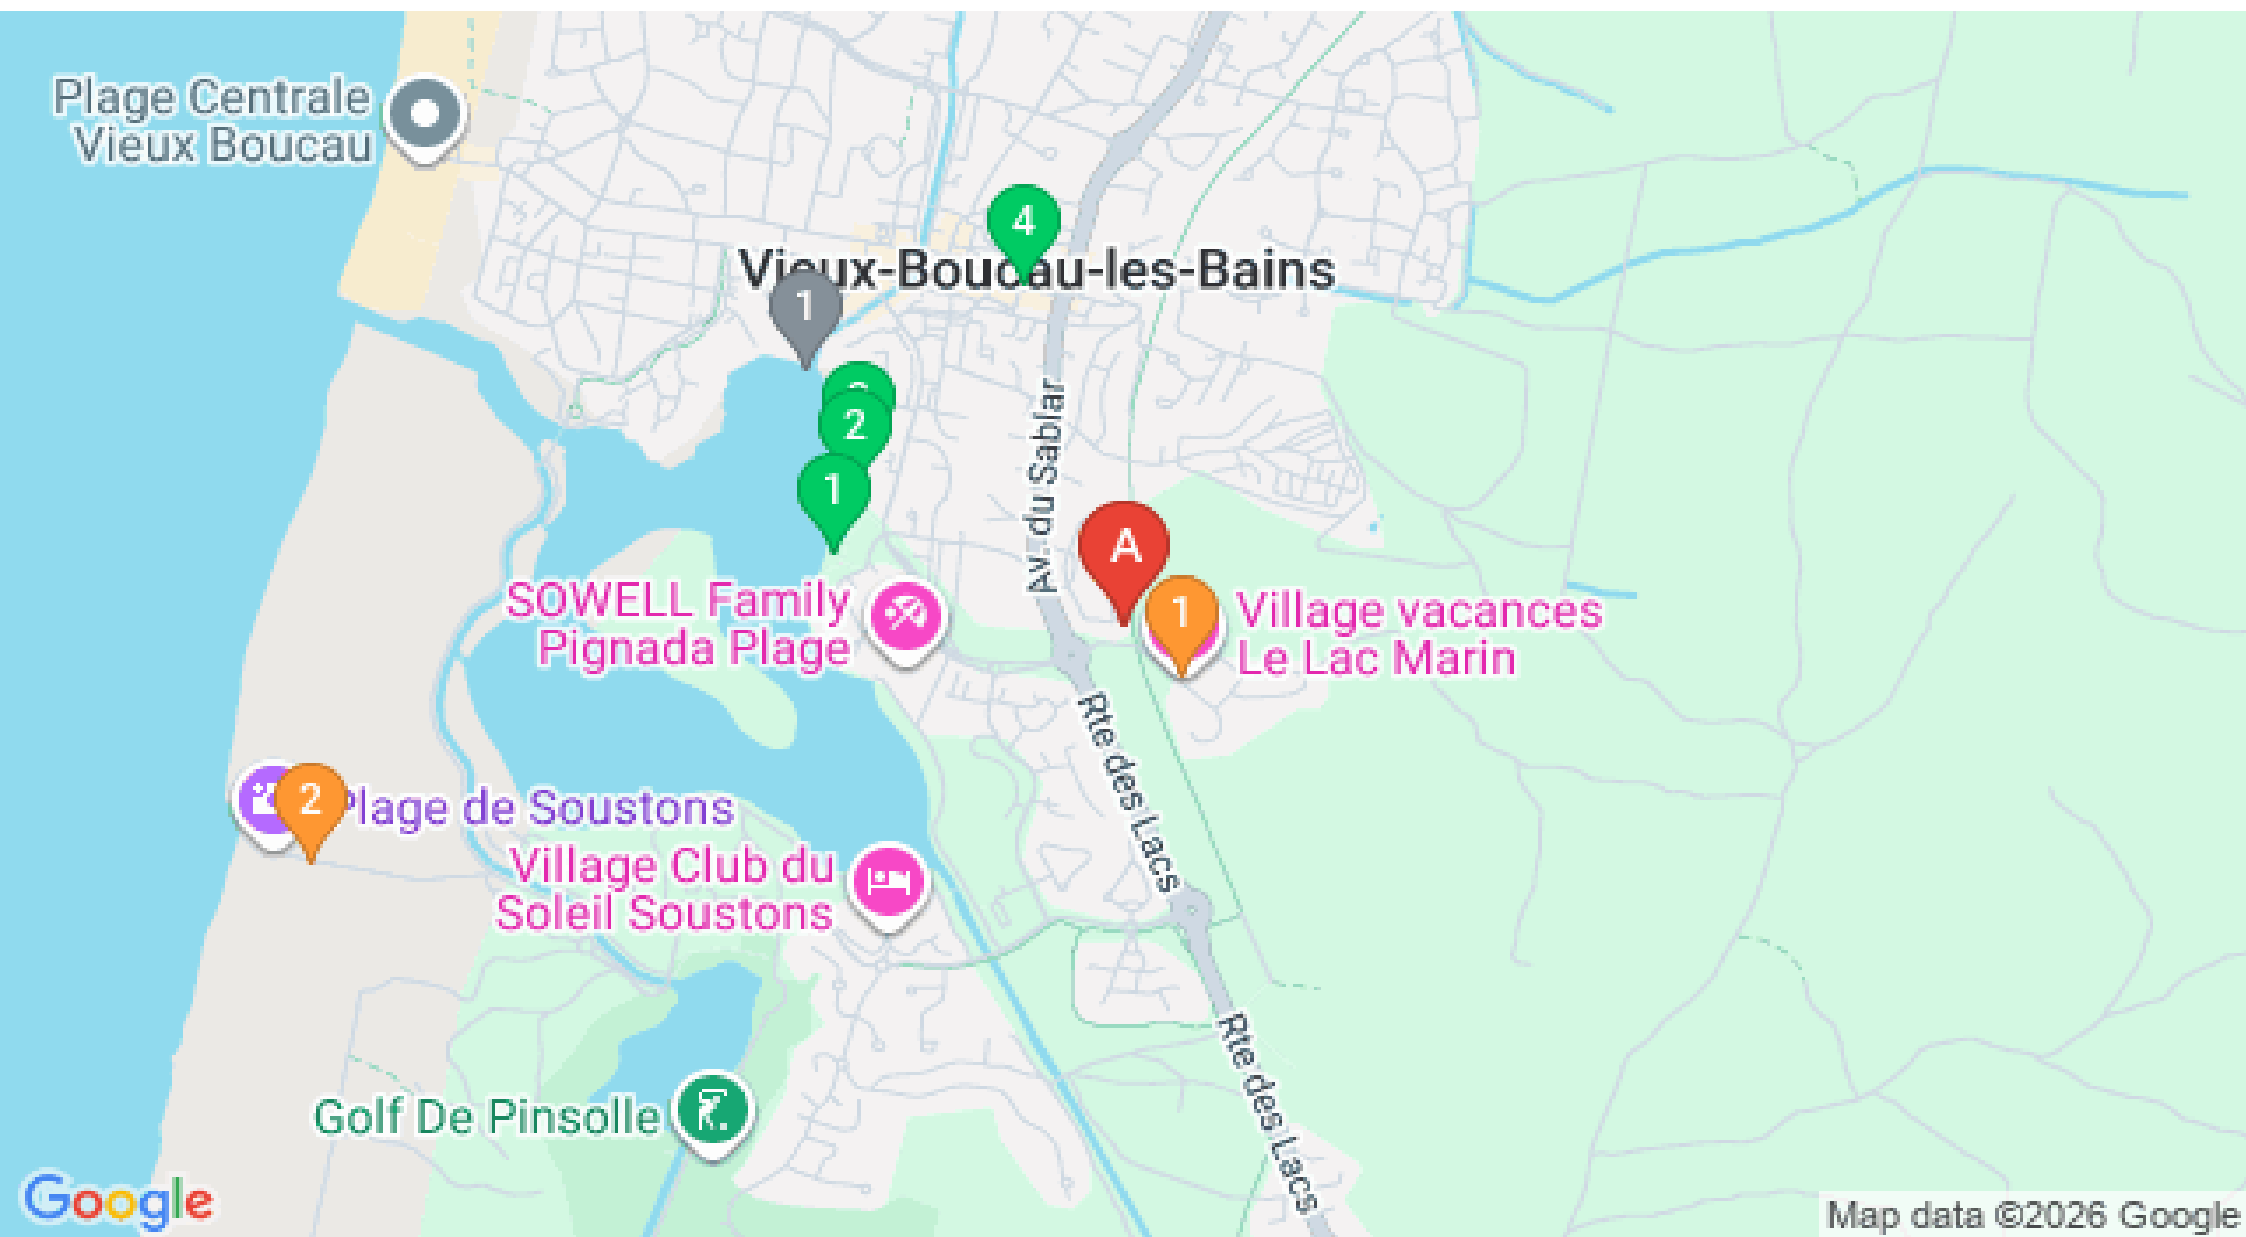 Plage Centrale
Vieux Boucau
4
Vieux-Boucau-les-Bains
1
2
1
Av. du Sablar
A
SOWELL Family
Pignada Plage
1
Village vacances
Le Lac Marin
Rte des Lacs
2
Plage de Soustons
Village Club du
Soleil Soustons
Rte des Lacs
Golf De Pinsolle
Google
Map data ©2026 Google